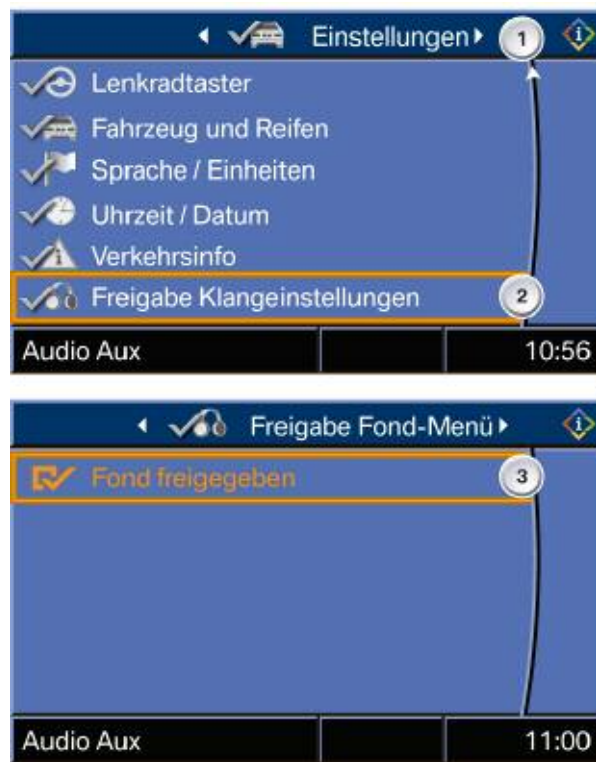 Einstellungen 1
Lenkradtaster
Fahrzeug und Reifen
Sprache / Einheiten
Uhrzeit / Datum
Verkehrsinfo
Freigabe Klangeinstellungen 2
Audio Aux 10:56
Freigabe Fond-Menü
Fond freigegeben 3
Audio Aux 11:00